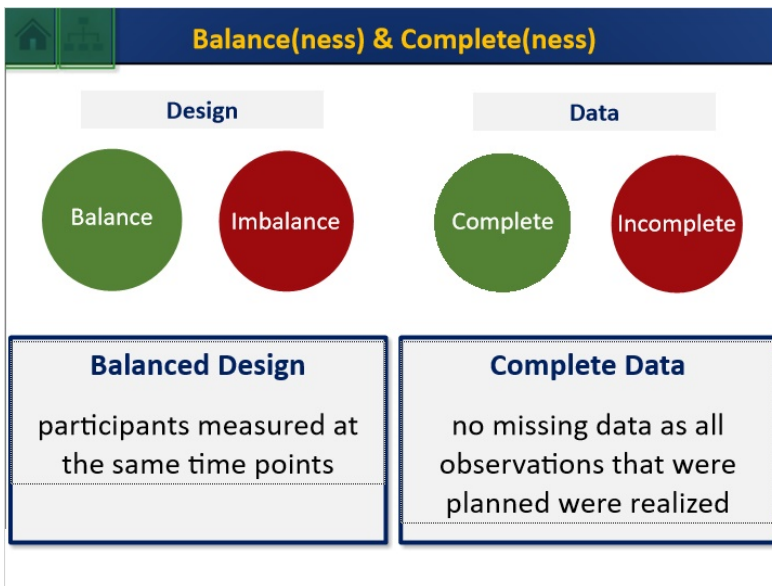 Balance(ness) & Complete(ness)
Design
Data
Balance
Imbalance
Complete
Incomplete
Balanced Design
participants measured at
the same time points
Complete Data
no missing data as all
observations that were
planned were realized